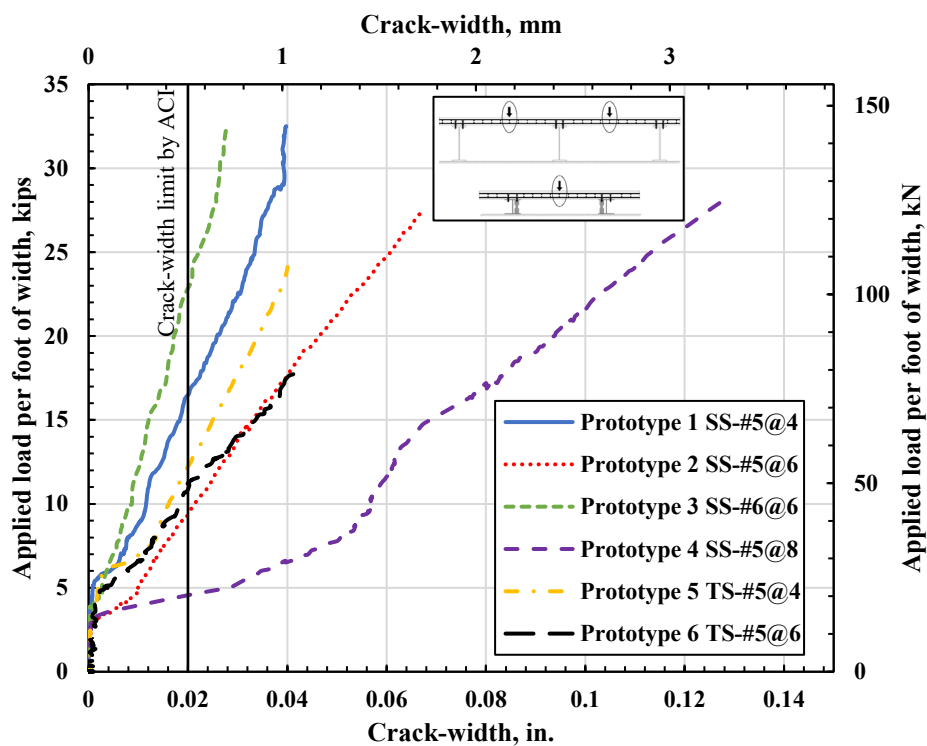 Crack-width, mm
0 1 2 3
Applied load per foot of width, kips
35
30
25
20
15
10
5
0
Crack-width limit by ACI
150
100
50
0
Applied load per foot of width, kN
Prototype 1 SS-#5@4
Prototype 2 SS-#5@6
Prototype 3 SS-#6@6
Prototype 4 SS-#5@8
Prototype 5 TS-#5@4
Prototype 6 TS-#5@6
0 0.02 0.04 0.06 0.08 0.1 0.12 0.14
Crack-width, in.